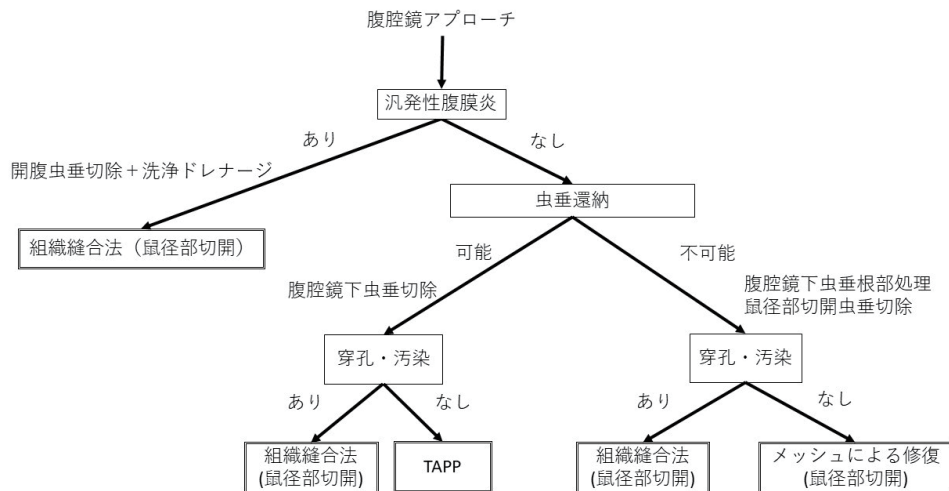 腹腔鏡アプローチ
汎発性腹膜炎
あり
なし
開腹虫垂切除＋洗浄ドレナージ
虫垂還納
組織縫合法（鼠径部切開）
可能
不可能
腹腔鏡下虫垂切除
腹腔鏡下虫垂根部処理
鼠径部切開虫垂切除
穿孔・汚染
穿孔・汚染
あり
なし
あり
なし
組織縫合法
(鼠径部切開)
TAPP
組織縫合法
(鼠径部切開)
メッシュによる修復
(鼠径部切開)